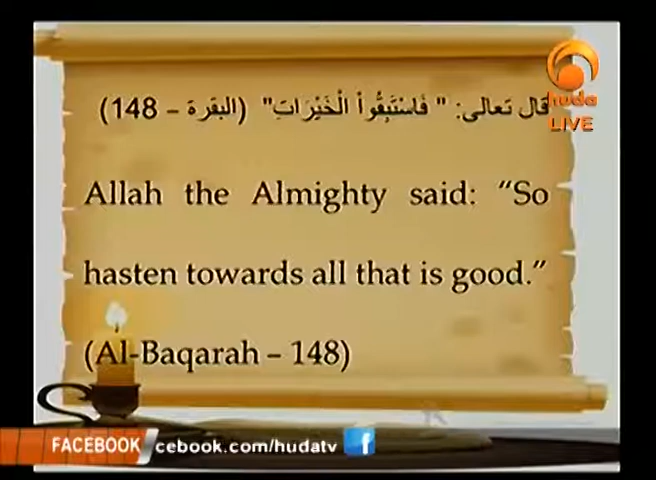 قال تعالى: " فَاسْتَبِقُواْ الْخَيْرَاتِ" (البقرة - 148)
huda
LIVE
Allah the Almighty said: “So
hasten towards all that is good.”
(Al-Baqarah – 148)
FACEBOOK
cebook.com/hudatv f